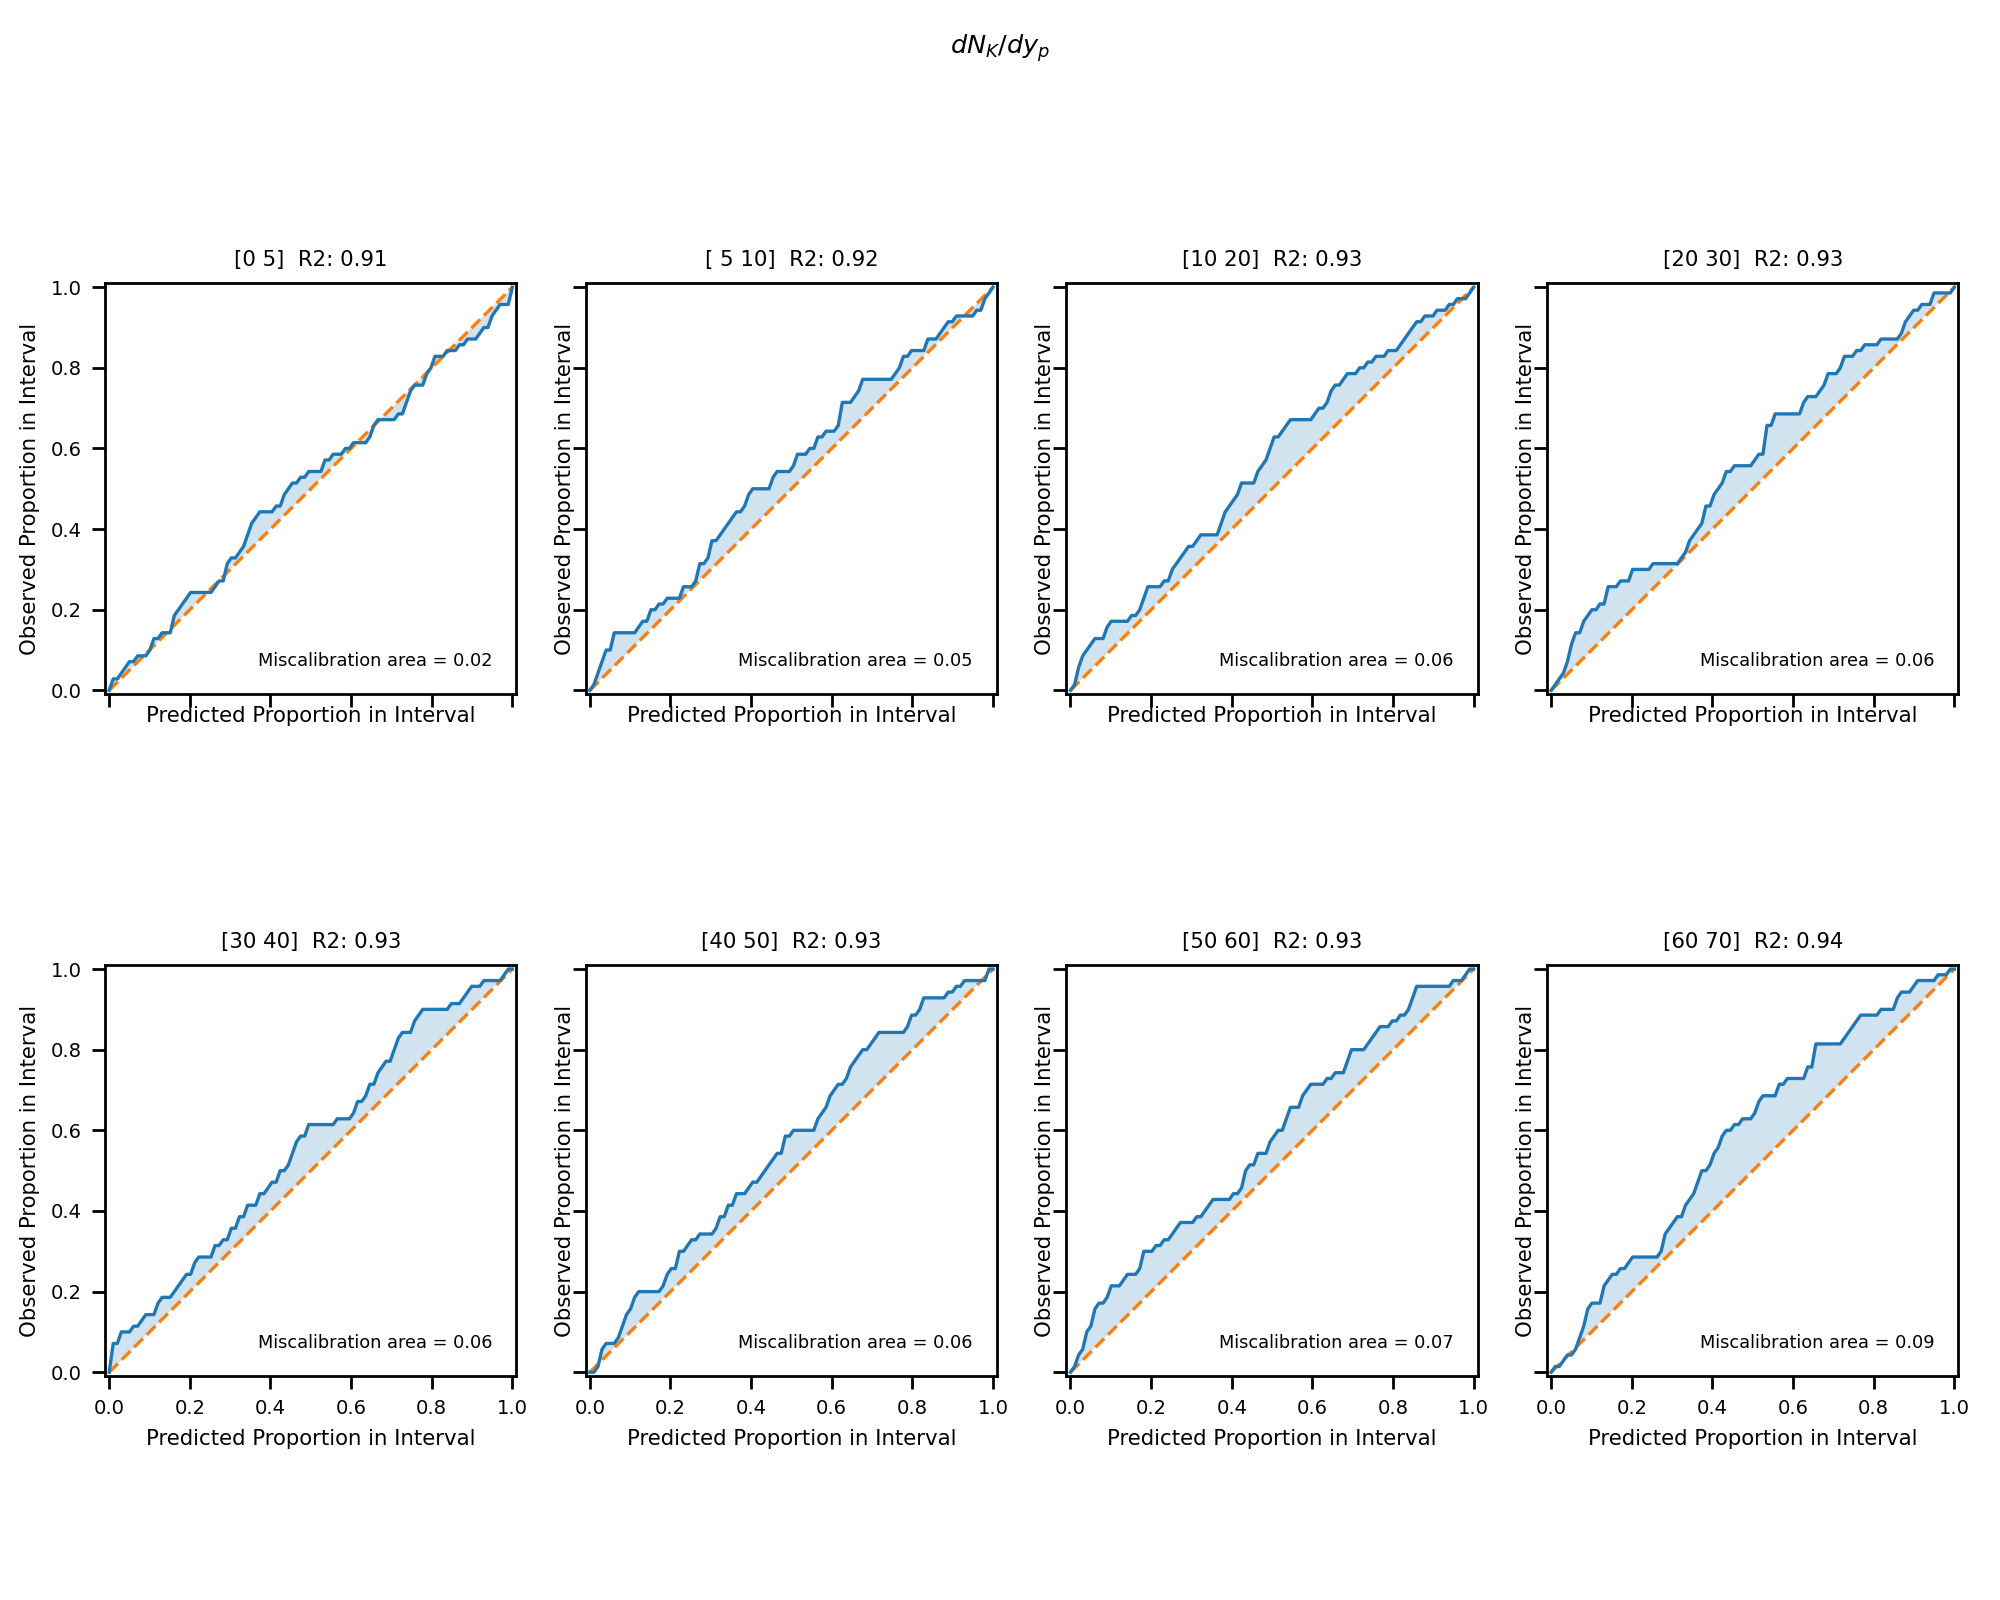 dN_K/dy_p
[0 5]  R2: 0.91
[ 5 10]  R2: 0.92
[10 20]  R2: 0.93
[20 30]  R2: 0.93
Observed Proportion in Interval
1.0
0.8
0.6
0.4
0.2
0.0
Miscalibration area = 0.02
Predicted Proportion in Interval
Observed Proportion in Interval
Miscalibration area = 0.05
Predicted Proportion in Interval
Observed Proportion in Interval
Miscalibration area = 0.06
Predicted Proportion in Interval
Observed Proportion in Interval
Miscalibration area = 0.06
Predicted Proportion in Interval
[30 40]  R2: 0.93
[40 50]  R2: 0.93
[50 60]  R2: 0.93
[60 70]  R2: 0.94
Observed Proportion in Interval
1.0
0.8
0.6
0.4
0.2
0.0
Miscalibration area = 0.06
0.0 0.2 0.4 0.6 0.8 1.0
Predicted Proportion in Interval
Observed Proportion in Interval
Miscalibration area = 0.06
0.0 0.2 0.4 0.6 0.8 1.0
Predicted Proportion in Interval
Observed Proportion in Interval
Miscalibration area = 0.07
0.0 0.2 0.4 0.6 0.8 1.0
Predicted Proportion in Interval
Observed Proportion in Interval
Miscalibration area = 0.09
0.0 0.2 0.4 0.6 0.8 1.0
Predicted Proportion in Interval